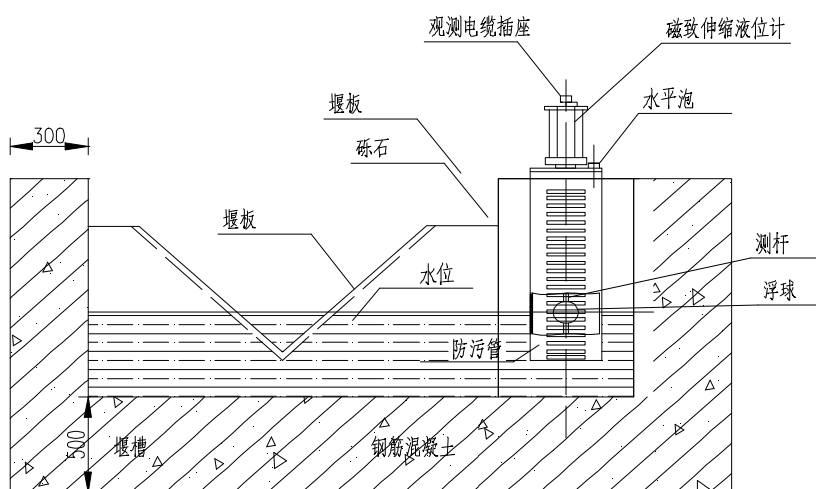 观测电缆插座
磁致伸缩液位计
堰板
水平泡
300
砾石
堰板
测杆
水位
浮球
防污管
500
堰槽
钢筋混凝土